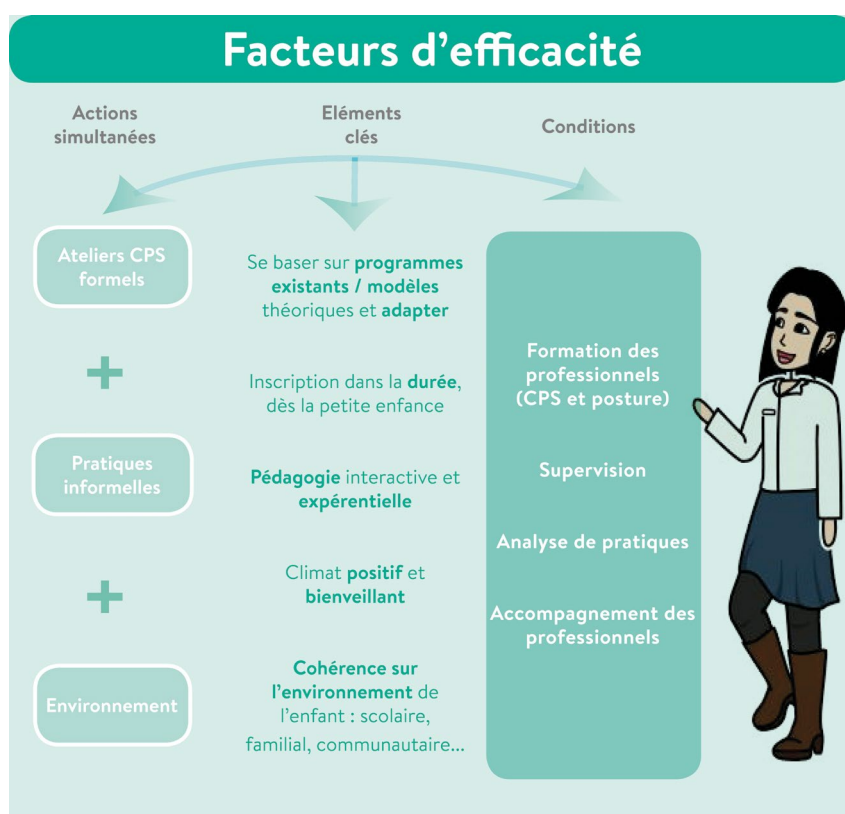 Facteurs d'efficacité
Actions
simultanées
Eléments
clés
Conditions
Ateliers CPS
formels
+
Pratiques
informelles
+
Environnement
Se baser sur programmes
existants / modèles
théoriques et adapter
Inscription dans la durée,
dès la petite enfance
Pédagogie interactive et
expérentielle
Climat positif et
bienveillant
Cohérence sur
l'environnement de
l'enfant : scolaire,
familial, communautaire...
Formation des
professionnels
(CPS et posture)
Supervision
Analyse de pratiques
Accompagnement des
professionnels